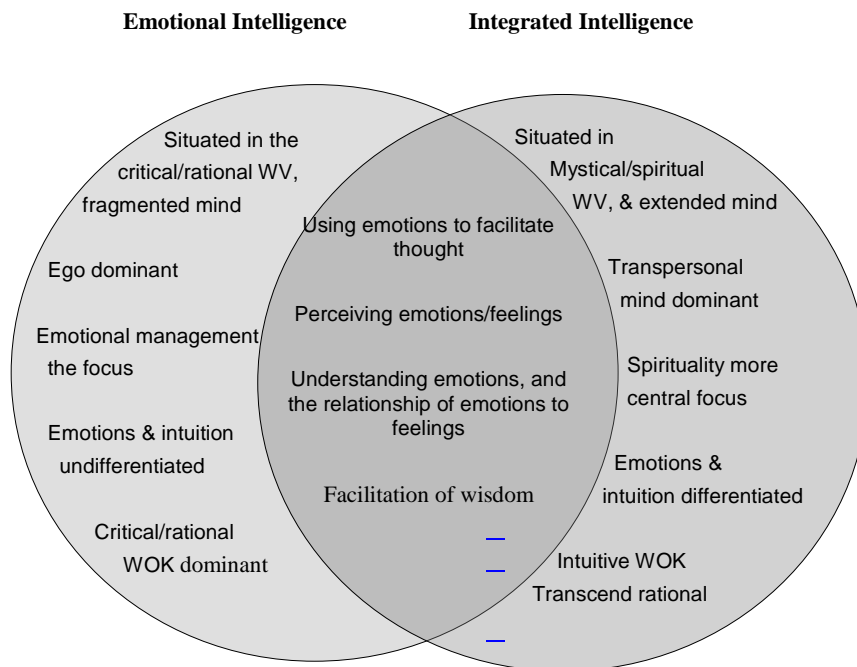 Emotional Intelligence
Integrated Intelligence
Situated in the
critical/rational WV,
fragmented mind
Ego dominant
Emotional management
the focus
Emotions & intuition
undifferentiated
Critical/rational
WOK dominant
Using emotions to facilitate
thought
Perceiving emotions/feelings
Understanding emotions, and
the relationship of emotions to
feelings
Facilitation of wisdom
Situated in
Mystical/spiritual
WV, & extended mind
Transpersonal
mind dominant
Spirituality more
central focus
Emotions &
intuition differentiated
Intuitive WOK
Transcend rational